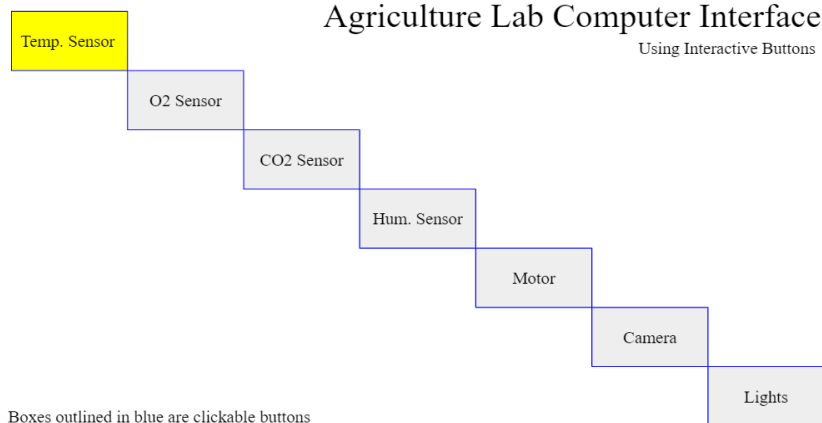 Agriculture Lab Computer Interface
Using Interactive Buttons
Temp. Sensor
O2 Sensor
CO2 Sensor
Hum. Sensor
Motor
Camera
Lights
Boxes outlined in blue are clickable buttons